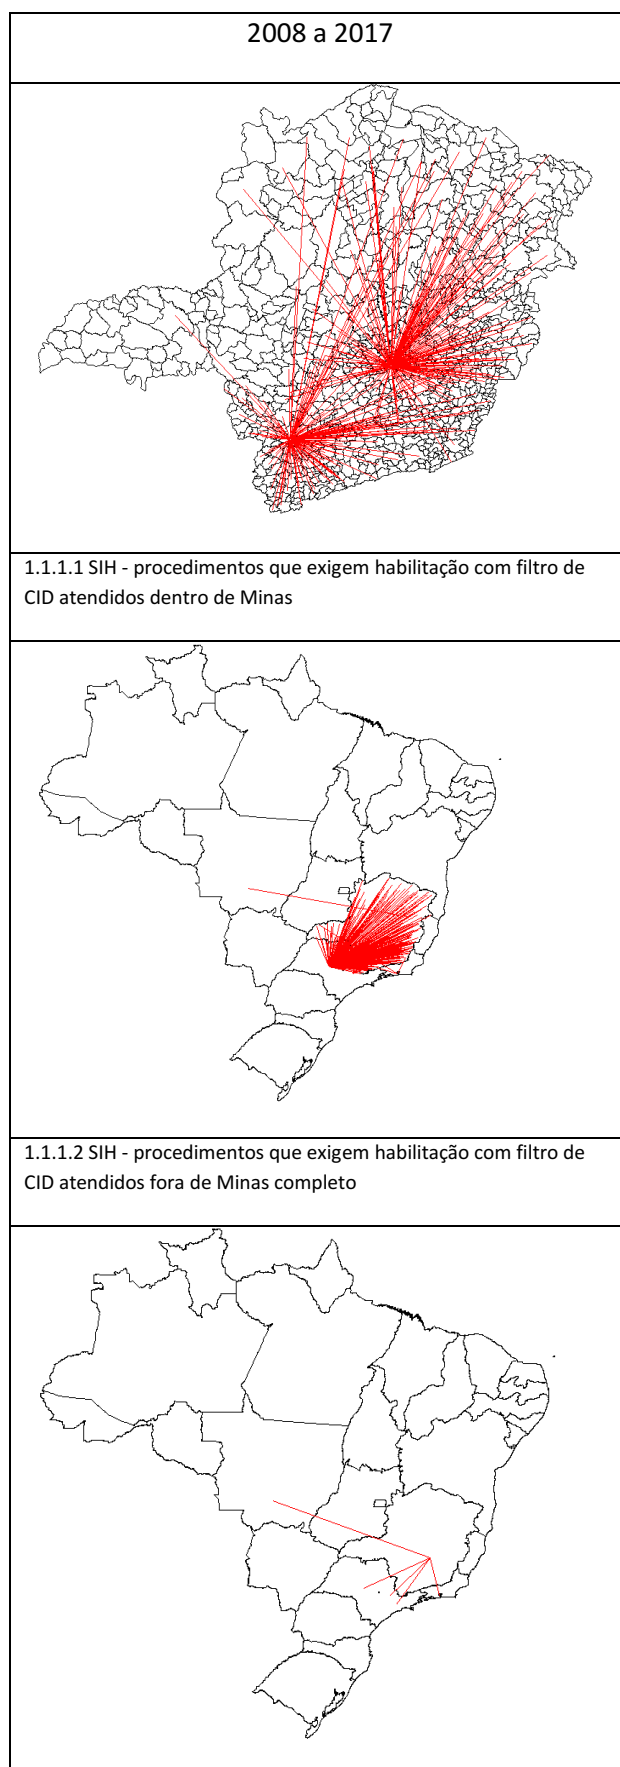 2008 a 2017
1.1.1.1 SIH - procedimentos que exigem habilitação com filtro de
CID atendidos dentro de Minas
1.1.1.2 SIH - procedimentos que exigem habilitação com filtro de
CID atendidos fora de Minas completo